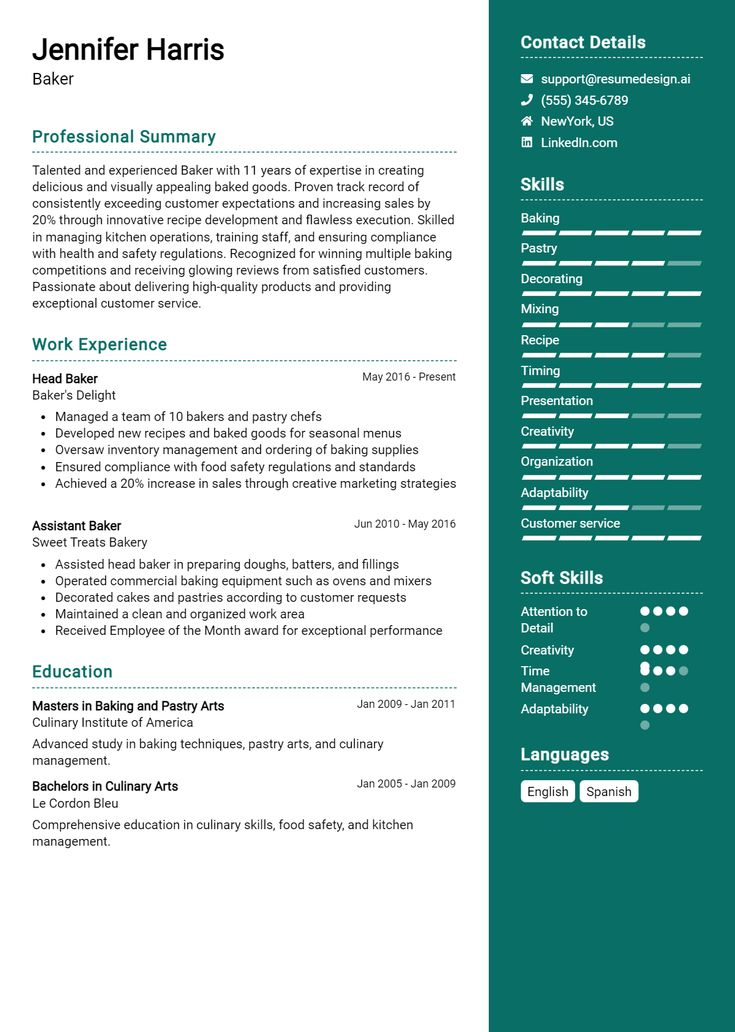 Jennifer Harris
Baker
Professional Summary
Talented and experienced Baker with 11 years of expertise in creating
delicious and visually appealing baked goods. Proven track record of
consistently exceeding customer expectations and increasing sales by
20% through innovative recipe development and flawless execution. Skilled
in managing kitchen operations, training staff, and ensuring compliance
with health and safety regulations. Recognized for winning multiple baking
competitions and receiving glowing reviews from satisfied customers.
Passionate about delivering high-quality products and providing
exceptional customer service.
Work Experience
Head Baker
May 2016 - Present
Baker's Delight
• Managed a team of 10 bakers and pastry chefs
• Developed new recipes and baked goods for seasonal menus
• Oversaw inventory management and ordering of baking supplies
• Ensured compliance with food safety regulations and standards
• Achieved a 20% increase in sales through creative marketing strategies
Assistant Baker
Jun 2010 - May 2016
Sweet Treats Bakery
• Assisted head baker in preparing doughs, batters, and fillings
• Operated commercial baking equipment such as ovens and mixers
• Decorated cakes and pastries according to customer requests
• Maintained a clean and organized work area
• Received Employee of the Month award for exceptional performance
Education
Masters in Baking and Pastry Arts
Jan 2009 - Jan 2011
Culinary Institute of America
Advanced study in baking techniques, pastry arts, and culinary
management.
Bachelors in Culinary Arts
Jan 2005 - Jan 2009
Le Cordon Bleu
Comprehensive education in culinary skills, food safety, and kitchen
management.
Contact Details
support@resumedesign.ai
(555) 345-6789
NewYork, US
LinkedIn.com
Skills
Baking
Pastry
Decorating
Mixing
Recipe
Timing
Presentation
Creativity
Organization
Adaptability
Customer service
Soft Skills
Attention to
Detail
Creativity
Time
Management
Adaptability
Languages
English
Spanish